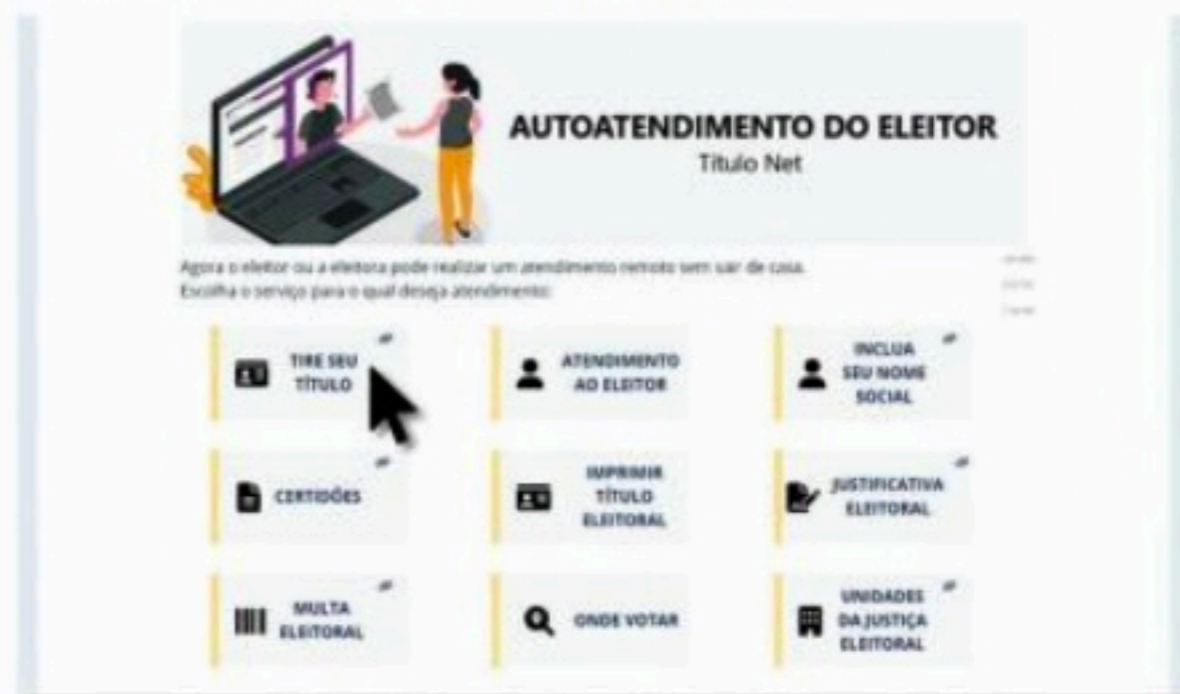 AUTOATENDIMENTO DO ELEITOR
Título Net
Agora o eleitor ou a eleitora pode realizar um atendimento remoto sem sair de casa.
Escolha o serviço para o qual deseja atendimento:
TIRE SEU
TÍTULO
ATENDIMENTO
AO ELEITOR
INCLUA
SEU NOME
SOCIAL
CERTIDÕES
IMPRIMIR
TÍTULO
ELEITORAL
JUSTIFICATIVA
ELEITORAL
MULTA
ELEITORAL
ONDE VOTAR
UNIDADES
DA JUSTIÇA
ELEITORAL